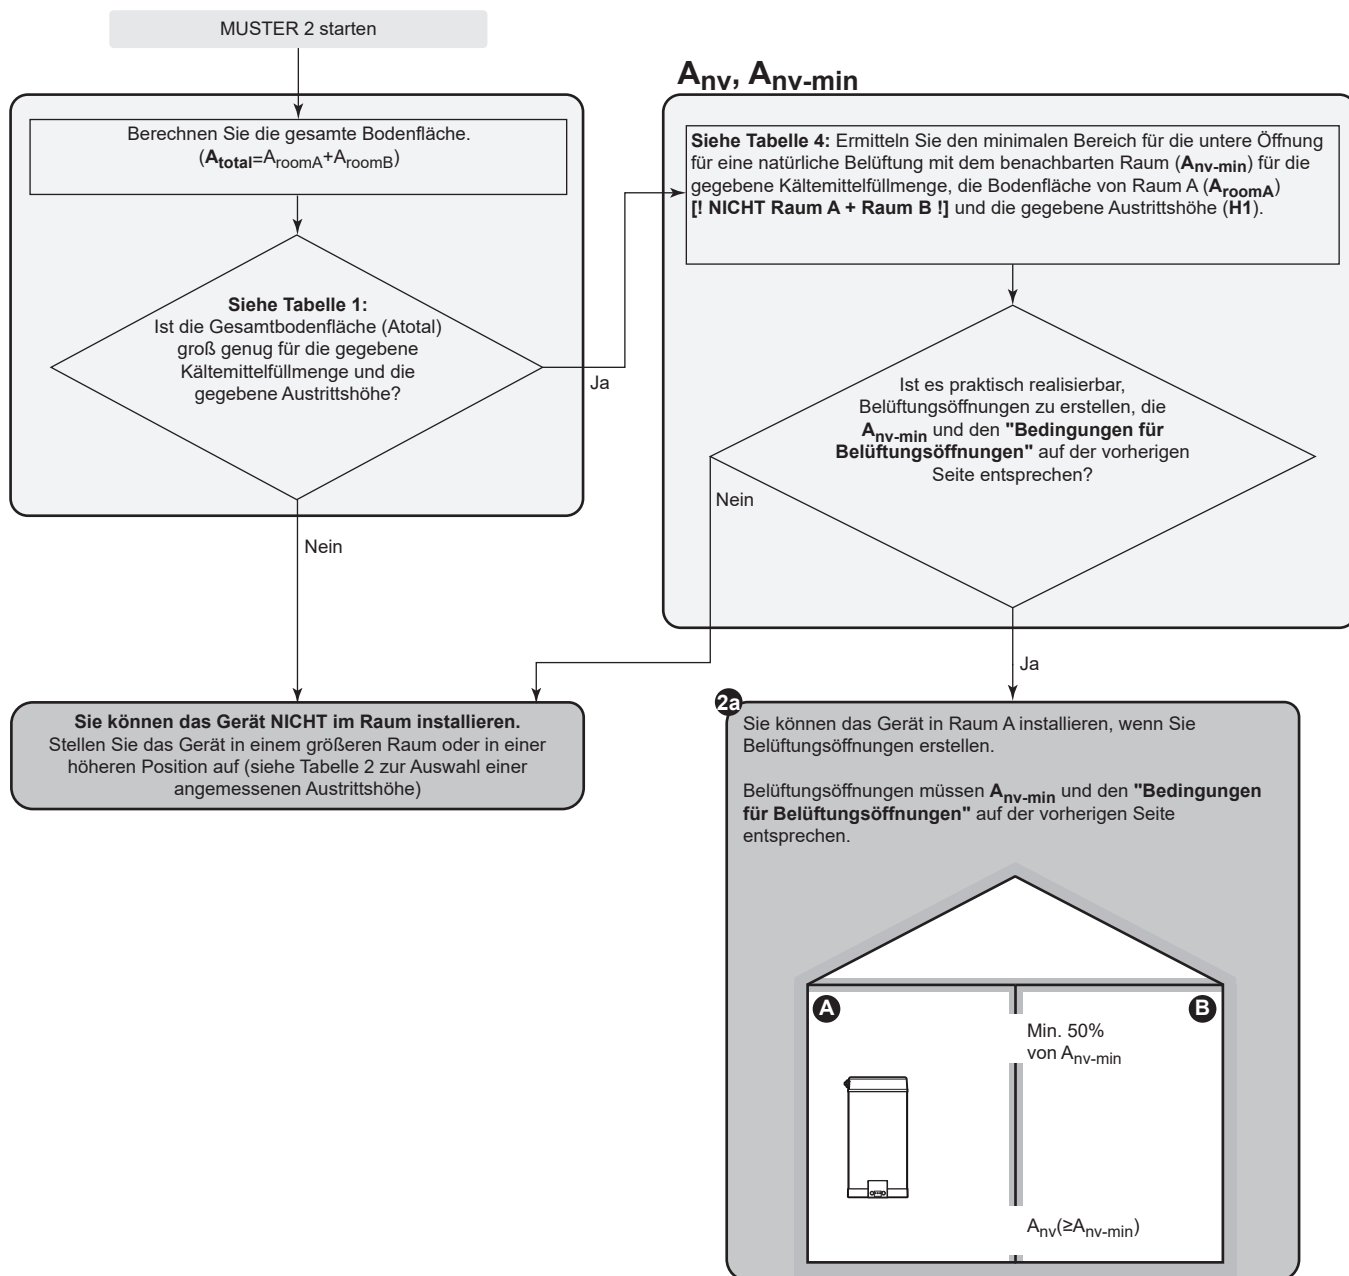 MUSTER 2 starten
Berechnen Sie die gesamte Bodenfläche.
(Atotal=AroomA+AroomB)
Siehe Tabelle 1:
Ist die Gesamtbodenfläche (Atotal)
groß genug für die gegebene
Kältemittelfüllmenge und die
gegebene Austrittshöhe?
Ja
Nein
Anv, Anv-min
Siehe Tabelle 4: Ermitteln Sie den minimalen Bereich für die untere Öffnung
für eine natürliche Belüftung mit dem benachbarten Raum (Anv-min) für die
gegebene Kältemittelfüllmenge, die Bodenfläche von Raum A (AroomA)
[! NICHT Raum A + Raum B !] und die gegebene Austrittshöhe (H1).
Ist es praktisch realisierbar,
Belüftungsöffnungen zu erstellen, die
Anv-min und den "Bedingungen für
Belüftungsöffnungen" auf der vorherigen
Seite entsprechen?
Nein
Ja
Sie können das Gerät NICHT im Raum installieren.
Stellen Sie das Gerät in einem größeren Raum oder in einer
höheren Position auf (siehe Tabelle 2 zur Auswahl einer
angemessenen Austrittshöhe)
2a
Sie können das Gerät in Raum A installieren, wenn Sie
Belüftungsöffnungen erstellen.
Belüftungsöffnungen müssen Anv-min und den "Bedingungen
für Belüftungsöffnungen" auf der vorherigen Seite
entsprechen.
A
B
Min. 50%
von Anv-min
Anv(≥Anv-min)